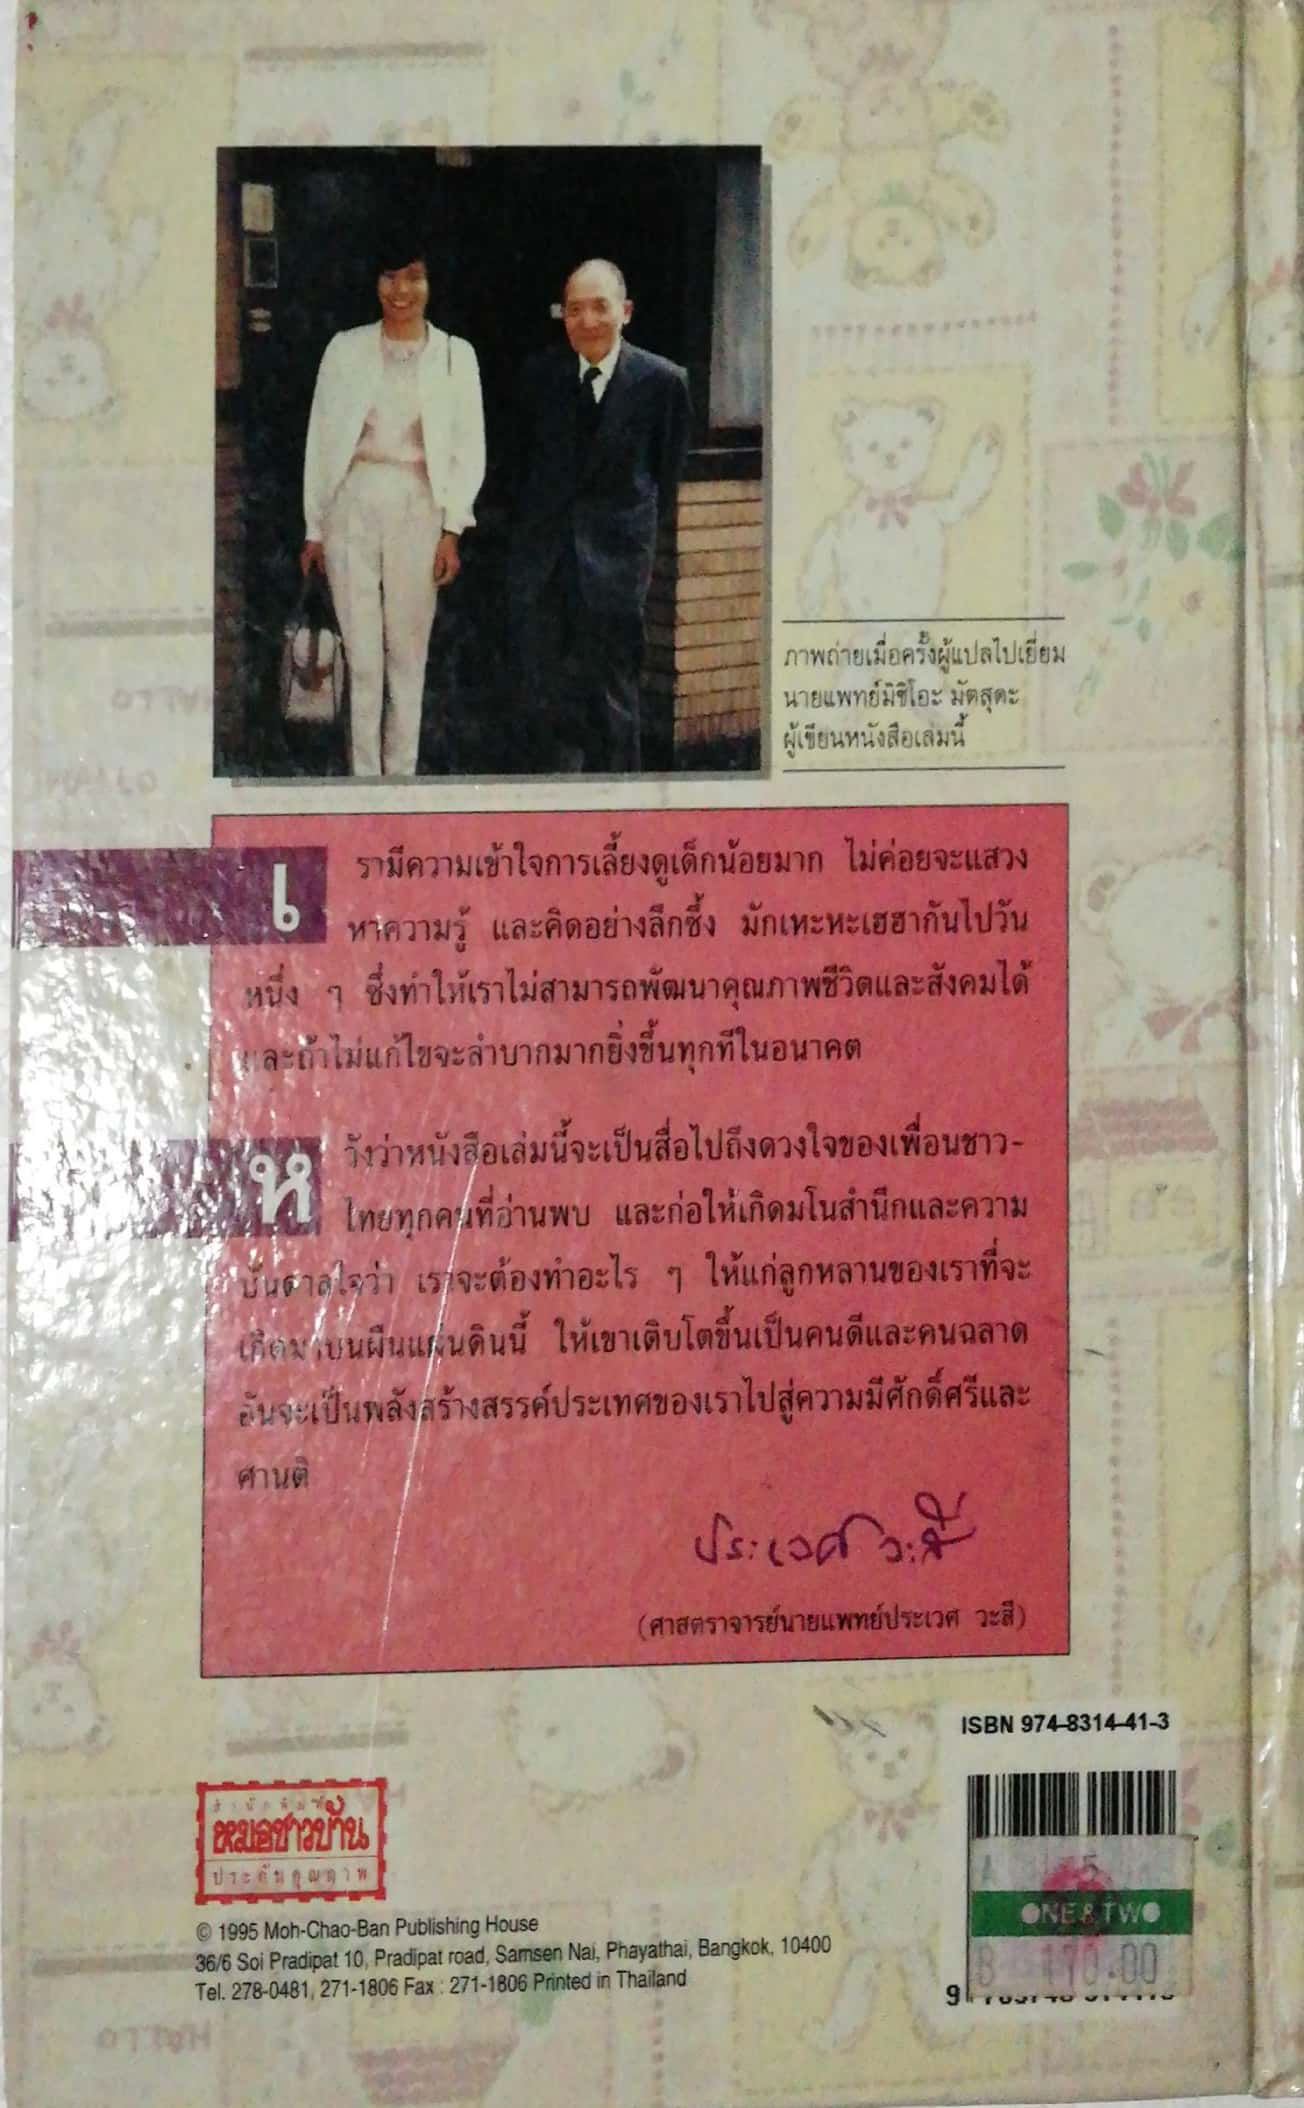 ภาพถ่ายเมื่อครั้งผู้แปลไปเยี่ยม
นายแพทย์มิชิโอะ มัตสุดะ
ผู้เขียนหนังสือเล่มนี้
เรามีความเข้าใจการเลี้ยงดูเด็กน้อยมาก ไม่ค่อยจะแสวง
หาความรู้ และคิดอย่างลึกซึ้ง มักเหะหะเฮฮากันไปวัน
หนึ่ง ๆ ซึ่งทำให้เราไม่สามารถพัฒนาคุณภาพชีวิตและสังคมได้
และถ้าไม่แก้ไขจะลำบากมากยิ่งขึ้นทุกทีในอนาคต
หวังว่าหนังสือเล่มนี้จะเป็นสื่อไปถึงดวงใจของเพื่อนชาว-
ไทยทุกคนที่อ่านพบ และก่อให้เกิดมโนสำนึกและความ
บันดาลใจว่า เราจะต้องทำอะไร ๆ ให้แก่ลูกหลานของเราที่จะ
เกิดมาบนผืนแผ่นดินนี้ ให้เขาเติบโตขึ้นเป็นคนดีและคนฉลาด
อันจะเป็นพลังสร้างสรรค์ประเทศของเราไปสู่ความมีศักดิ์ศรีและ
ศานติ
ประเวศ วะสี
(ศาสตราจารย์นายแพทย์ประเวศ วะสี)
ISBN 974-8314-41-3
สำนักพิมพ์
หมอชาวบ้าน
ประกันคุณภาพ
ONE & TWO
B 170.00
© 1995 Moh-Chao-Ban Publishing House
36/6 Soi Pradipat 10, Pradipat road, Samsen Nai, Phayathai, Bangkok, 10400
Tel. 278-0481, 271-1806 Fax : 271-1806 Printed in Thailand
HALLO